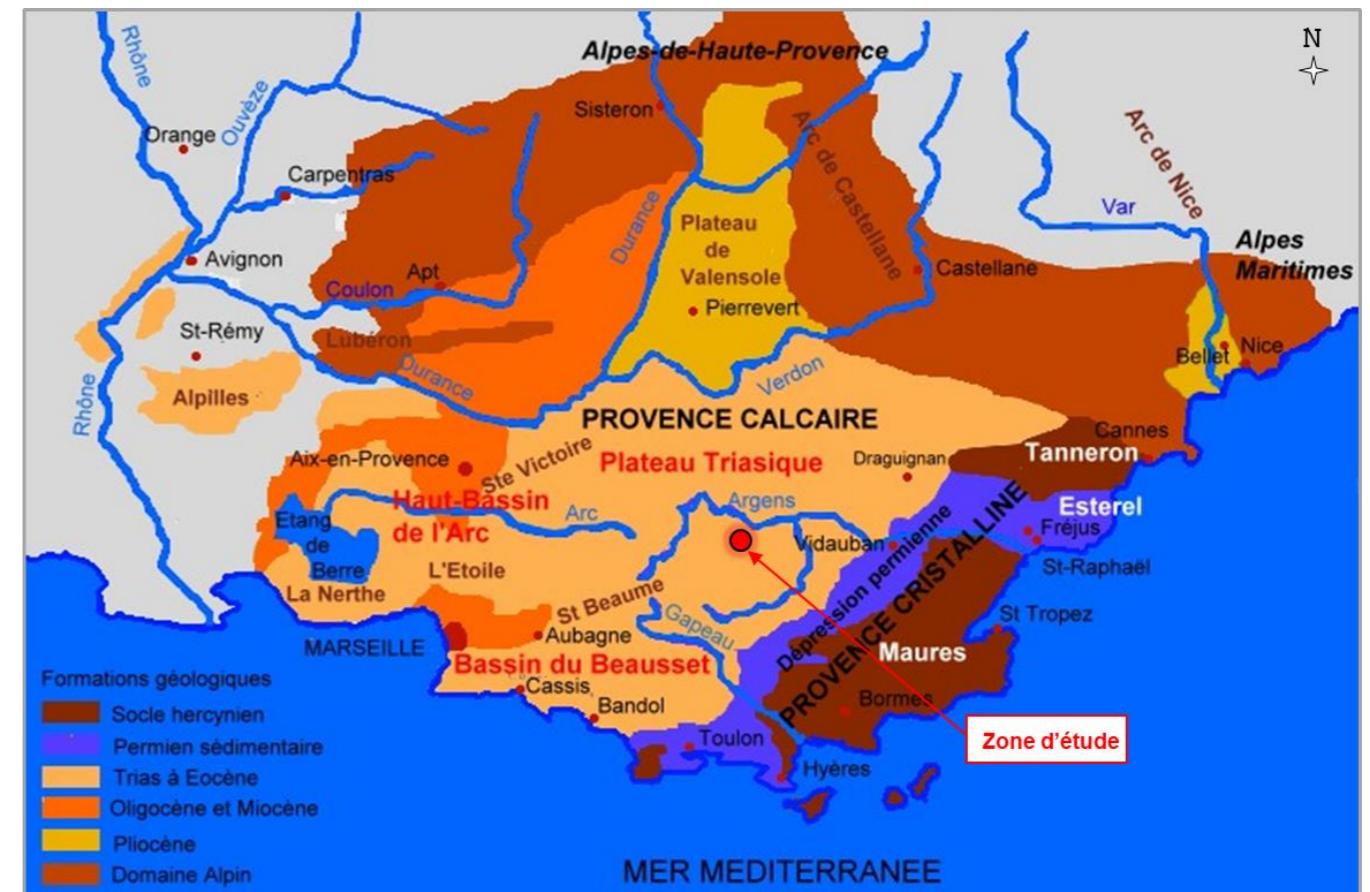 N
Alpes-de-Haute-Provence
Rhône
Ouvèze
Sisteron
Orange
Carpentras
Arc de Castellane
Arc de Nice
Var
Durance
Plateau
de
Valensole
Alpes
Maritimes
Avignon
Apt
Castellane
Coulon
Pierrevert
St-Rémy
Lubéron
Bellet
Nice
Durance
Verdon
Alpilles
Rhône
PROVENCE CALCAIRE
Cannes
Aix-en-Provence
Ste Victoire
Plateau Triasique
Draguignan
Tanneron
Haut-Bassin
de l'Arc
Arc
Argens
Esterel
Etang
de
Berre
Vidauban
Fréjus
St-Raphaël
L'Etoile
La Nerthe
St Beaume
Gapeau
Dépression permienne
PROVENCE CRISTALLINE
St Tropez
MARSEILLE
Aubagne
Maures
Bassin du Beausset
Cassis
Bormes
Bandol
Toulon
Zone d'étude
Hyères
Formations géologiques
Socle hercynien
Permien sédimentaire
Trias à Eocène
Oligocène et Miocène
Pliocène
Domaine Alpin
MER MEDITERRANEE